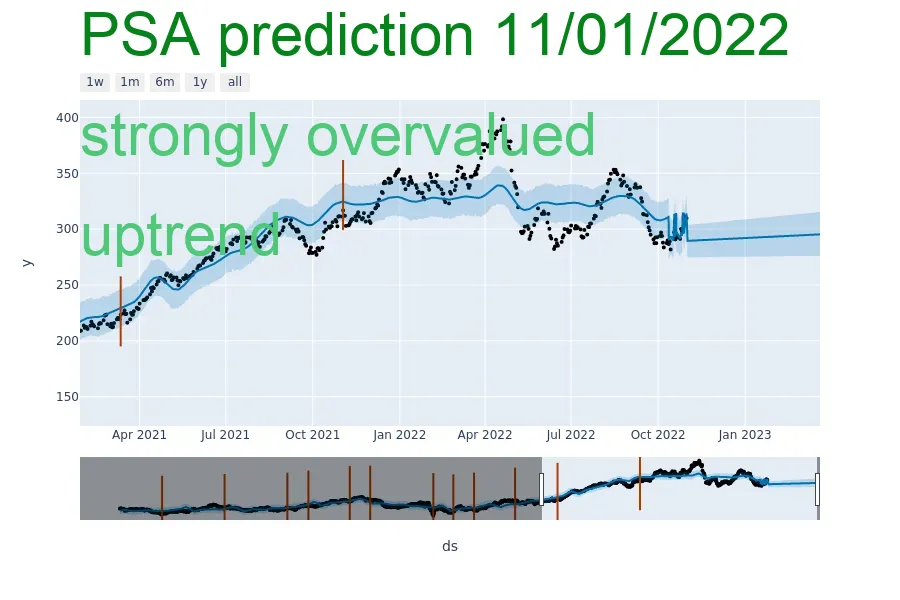 PSA prediction 11/01/2022
1w 1m 6m 1y all
strongly overvalued
uptrend
400
350
300
250
200
150
y
Apr 2021 Jul 2021 Oct 2021 Jan 2022 Apr 2022 Jul 2022 Oct 2022 Jan 2023
ds